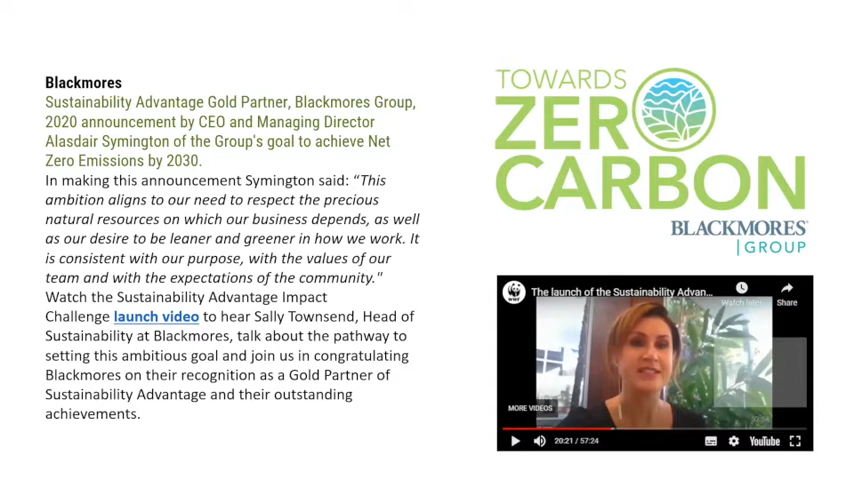 Blackmores
Sustainability Advantage Gold Partner, Blackmores Group,
2020 announcement by CEO and Managing Director
Alasdair Symington of the Group's goal to achieve Net
Zero Emissions by 2030.
In making this announcement Symington said: “This
ambition aligns to our need to respect the precious
natural resources on which our business depends, as well
as our desire to be leaner and greener in how we work. It
is consistent with our purpose, with the values of our
team and with the expectations of the community."
Watch the Sustainability Advantage Impact
Challenge launch video to hear Sally Townsend, Head of
Sustainability at Blackmores, talk about the pathway to
setting this ambitious goal and join us in congratulating
Blackmores on their recognition as a Gold Partner of
Sustainability Advantage and their outstanding
achievements.
TOWARDS
ZERO
CARBON
BLACKMORES®
|GROUP
WWF
The launch of the Sustainability Advan...
Watch later
Share
MORE VIDEOS
20:21 / 57:24
YouTube